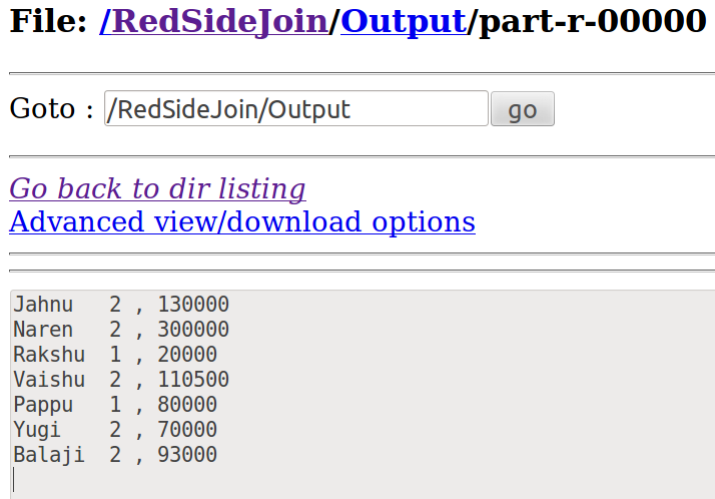 File: /RedSideJoin/Output/part-r-00000
Goto : /RedSideJoin/Output go
Go back to dir listing
Advanced view/download options
Jahnu   2 , 130000
Naren   2 , 300000
Rakshu  1 , 20000
Vaishu  2 , 110500
Pappu   1 , 80000
Yugi    2 , 70000
Balaji  2 , 93000